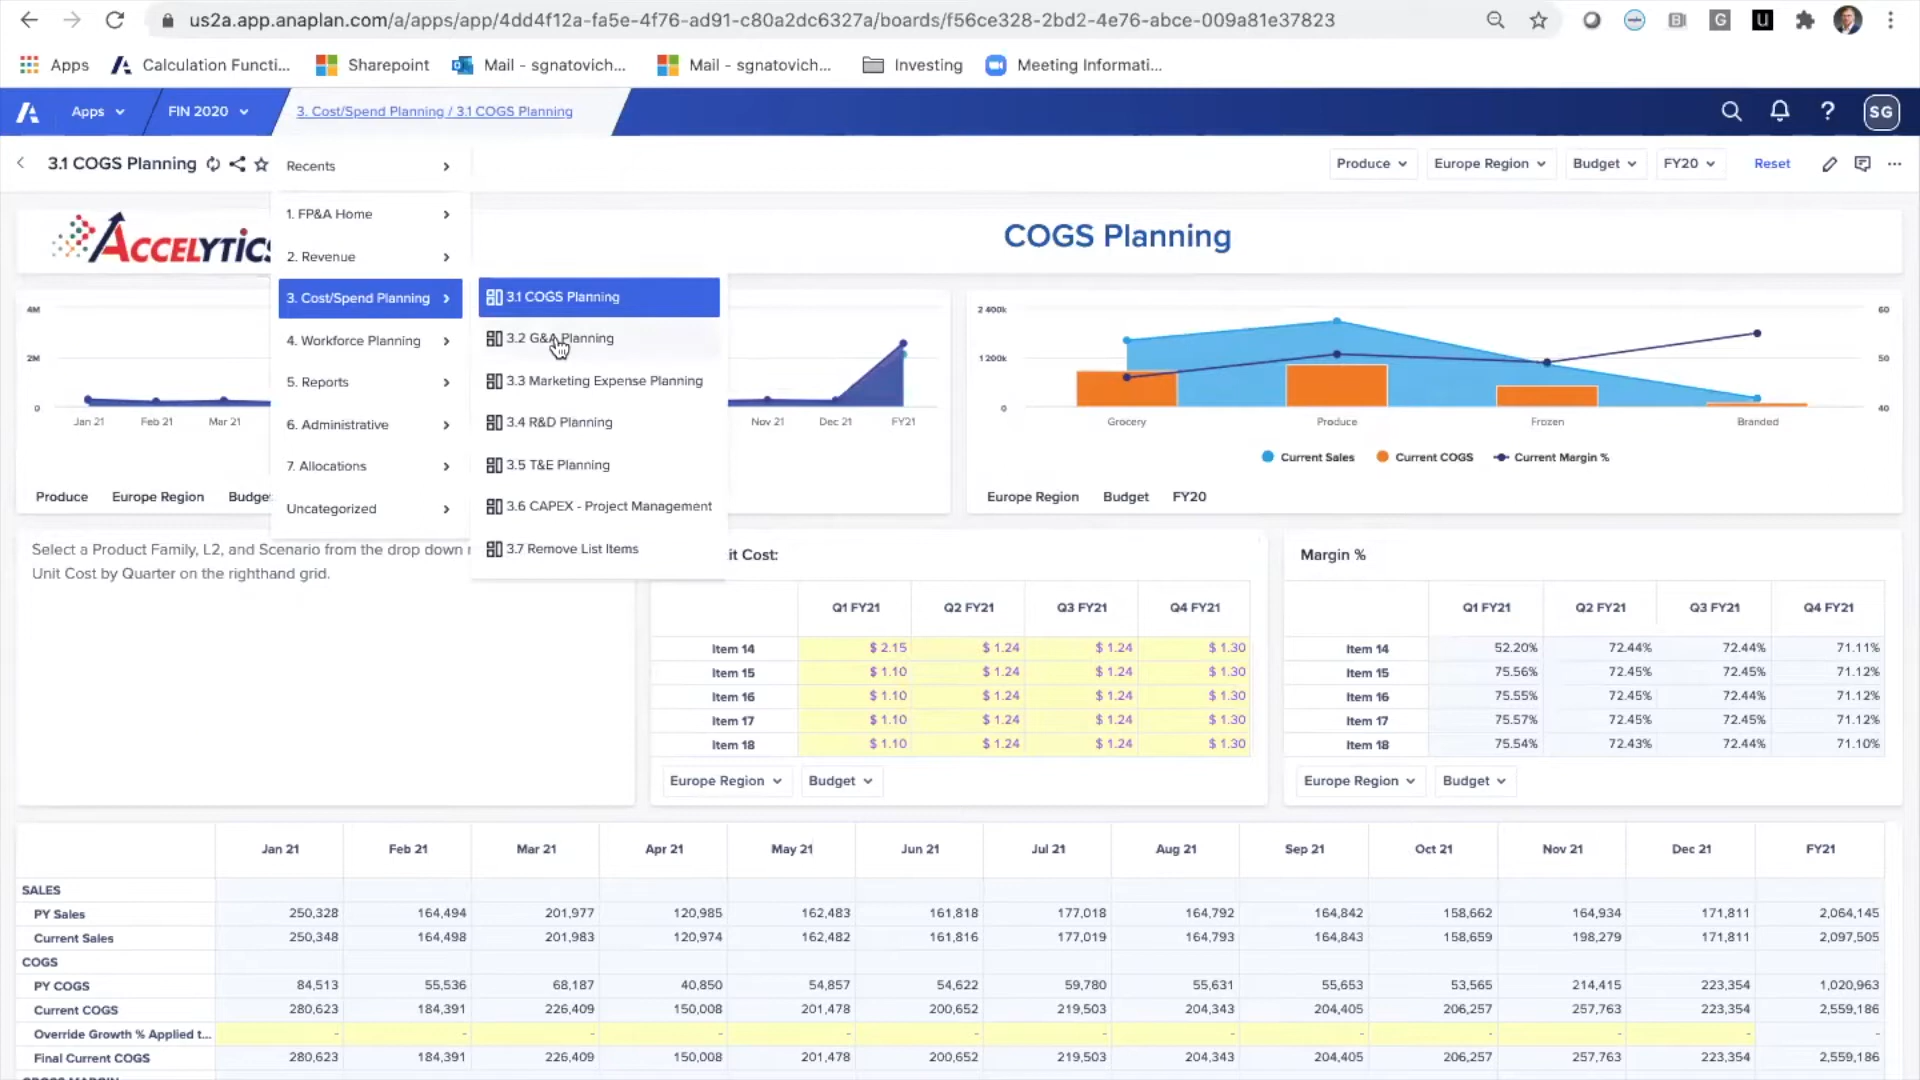 us2a.app.anaplan.com/a/apps/app/4dd4f12a-fa5e-4f76-ad91-c80a2dc6327a/boards/f56ce328-2bd2-4e76-abce-009a81e37823
Apps Calculation Functi... Sharepoint Mail - sgnatovich... Mail - sgnatovich... Investing Meeting Informati...
Apps FIN 2020 3. Cost/Spend Planning / 3.1 COGS Planning ? SG
3.1 COGS Planning Produce Europe Region Budget FY20 Reset
Recents
1. FP&A Home
2. Revenue
3. Cost/Spend Planning
4. Workforce Planning
5. Reports
6. Administrative
7. Allocations
Uncategorized
3.1 COGS Planning
3.2 G&A Planning
3.3 Marketing Expense Planning
3.4 R&D Planning
3.5 T&E Planning
3.6 CAPEX - Project Management
3.7 Remove List Items
ACCELYTICS
COGS Planning
4M
2M
0
Jan 21 Feb 21 Mar 21 Nov 21 Dec 21 FY21
Produce Europe Region Budge
2 400k 60
1 200k 50
0 40
Grocery Produce Frozen Branded
Current Sales Current COGS Current Margin %
Europe Region Budget FY20
Select a Product Family, L2, and Scenario from the drop down
Unit Cost by Quarter on the righthand grid.
it Cost:
Q1 FY21 Q2 FY21 Q3 FY21 Q4 FY21
Item 14 $ 2.15 $ 1.24 $ 1.24 $ 1.30
Item 15 $ 1.10 $ 1.24 $ 1.24 $ 1.30
Item 16 $ 1.10 $ 1.24 $ 1.24 $ 1.30
Item 17 $ 1.10 $ 1.24 $ 1.24 $ 1.30
Item 18 $ 1.10 $ 1.24 $ 1.24 $ 1.30
Europe Region Budget
Margin %
Q1 FY21 Q2 FY21 Q3 FY21 Q4 FY21
Item 14 52.20% 72.44% 72.44% 71.11%
Item 15 75.56% 72.45% 72.44% 71.12%
Item 16 75.55% 72.45% 72.44% 71.12%
Item 17 75.57% 72.45% 72.45% 71.12%
Item 18 75.54% 72.43% 72.44% 71.10%
Europe Region Budget
Jan 21 Feb 21 Mar 21 Apr 21 May 21 Jun 21 Jul 21 Aug 21 Sep 21 Oct 21 Nov 21 Dec 21 FY21
SALES
PY Sales 250,328 164,494 201,977 120,985 162,483 161,818 177,018 164,792 164,842 158,662 164,934 171,811 2,064,145
Current Sales 250,348 164,498 201,983 120,974 162,482 161,816 177,019 164,793 164,843 158,659 198,279 171,811 2,097,505
COGS
PY COGS 84,513 55,536 68,187 40,850 54,857 54,622 59,780 55,631 55,653 53,565 214,415 223,354 1,020,963
Current COGS 280,623 184,391 226,409 150,008 201,478 200,652 219,503 204,343 204,405 206,257 257,763 223,354 2,559,186
Override Growth % Applied t... - - - - - - - - - - - - -
Final Current COGS 280,623 184,391 226,409 150,008 201,478 200,652 219,503 204,343 204,405 206,257 257,763 223,354 2,559,186